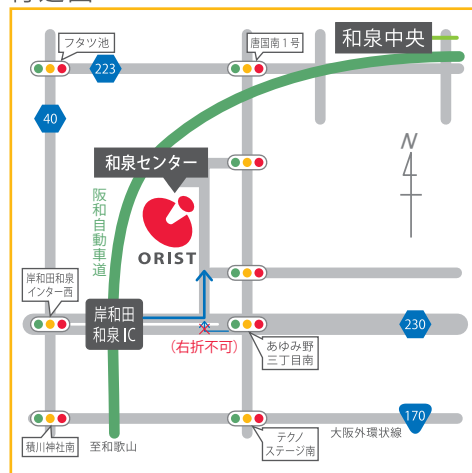 フタツ池
223
唐国南1号
和泉中央
40
和泉センター
N
阪和自動車道
ORIST
岸和田和泉
インター西
岸和田
和泉IC
(右折不可)
230
あゆみ野
三丁目南
170
大阪外環状線
積川神社南
至和歌山
テクノ
ステージ南